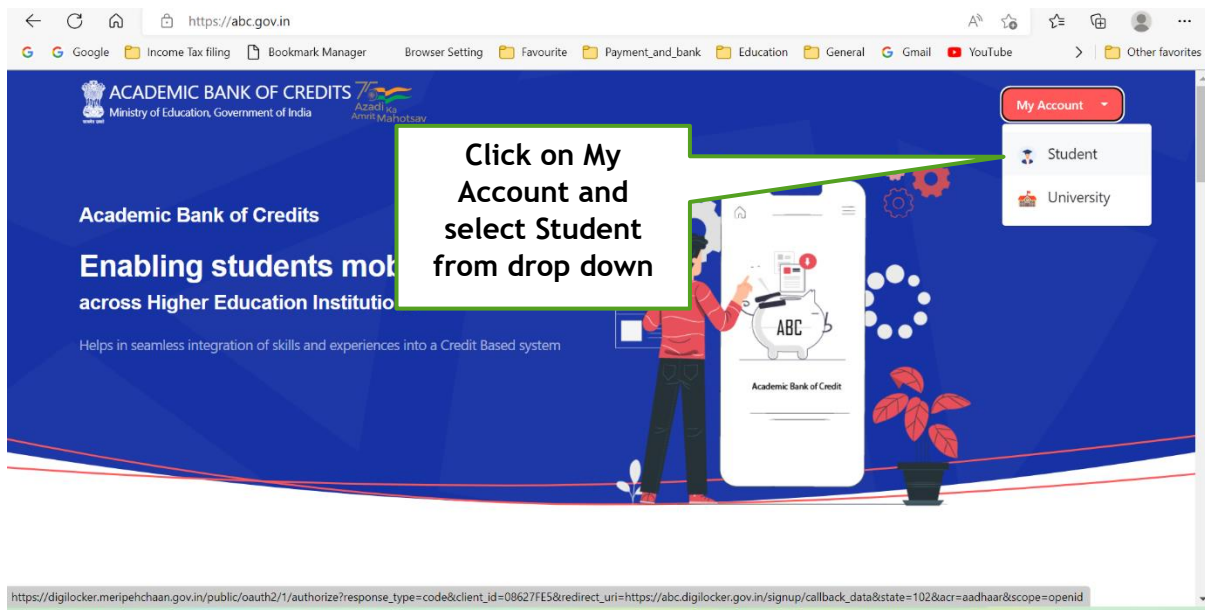 https://abc.gov.in
G Google Income Tax filing Bookmark Manager Browser Setting Favourite Payment_and_bank Education General Gmail YouTube Other favorites
ACADEMIC BANK OF CREDITS
Ministry of Education, Government of India
75
Azadi Ka
Amrit Mahotsav
My Account
Student
University
Click on My
Account and
select Student
from drop down
Academic Bank of Credits
Enabling students mob
across Higher Education Institutio
Helps in seamless integration of skills and experiences into a Credit Based system
ABC
Academic Bank of Credit
https://digilocker.meripehchaan.gov.in/public/oauth2/1/authorize?response_type=code&client_id=08627FE5&redirect_uri=https://abc.digilocker.gov.in/signup/callback_data&state=102&acr=aadhaar&scope=openid